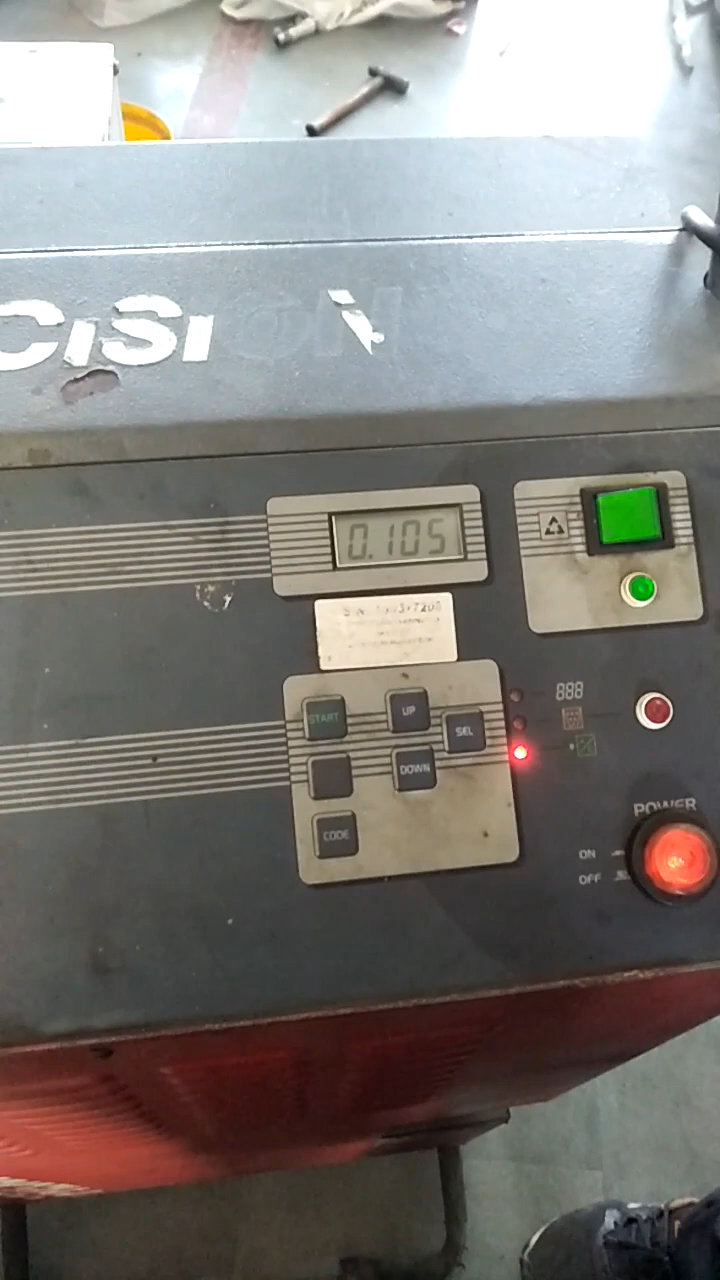 CiSi N
0.105
START
UP
SEL
DOWN
CODE
888
POWER
ON
OFF